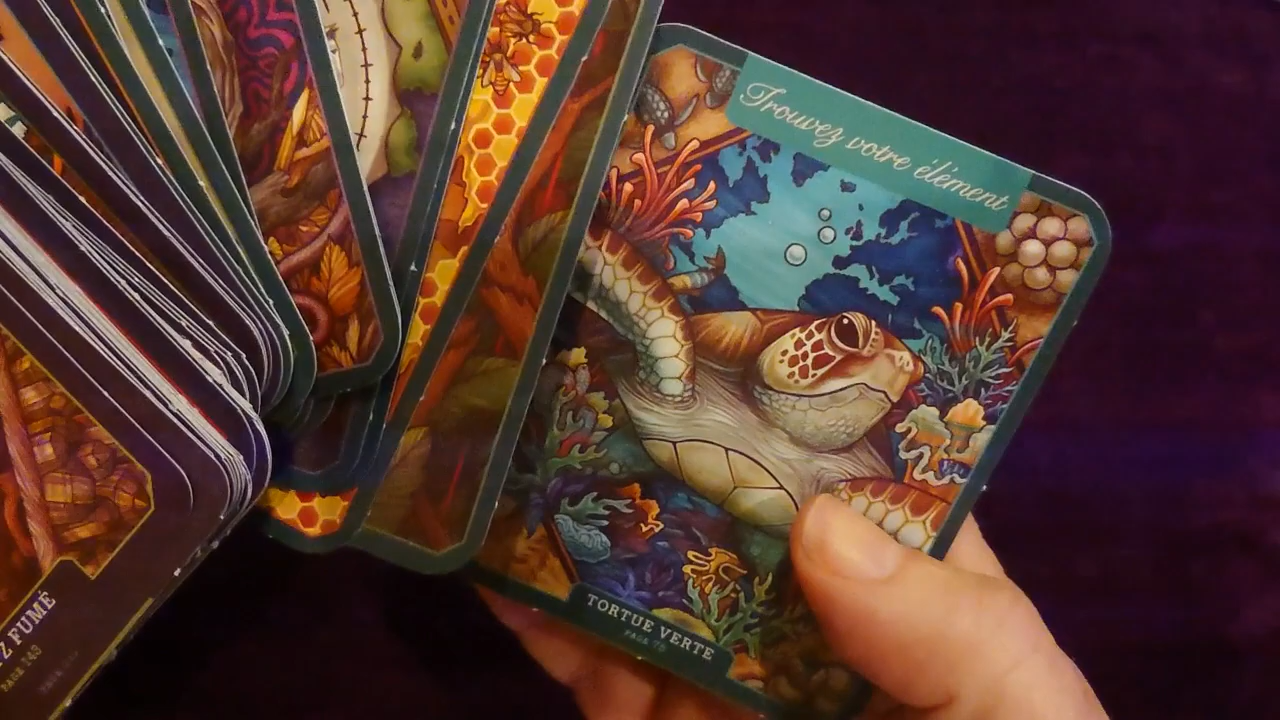 Trouvez votre élément
TORTUE VERTE
PAGE 75
Z FUMÉ
PAGE 143